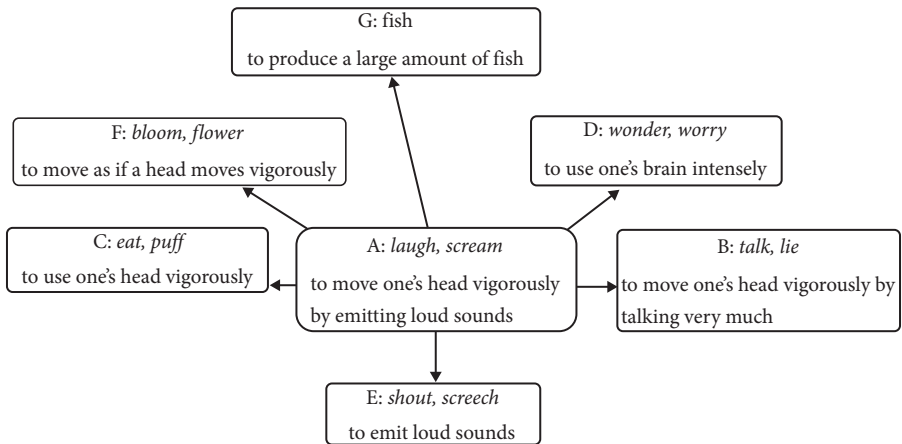 G: fish
to produce a large amount of fish
F: bloom, flower
to move as if a head moves vigorously
D: wonder, worry
to use one's brain intensely
C: eat, puff
to use one's head vigorously
A: laugh, scream
to move one's head vigorously
by emitting loud sounds
B: talk, lie
to move one's head vigorously by
talking very much
E: shout, screech
to emit loud sounds